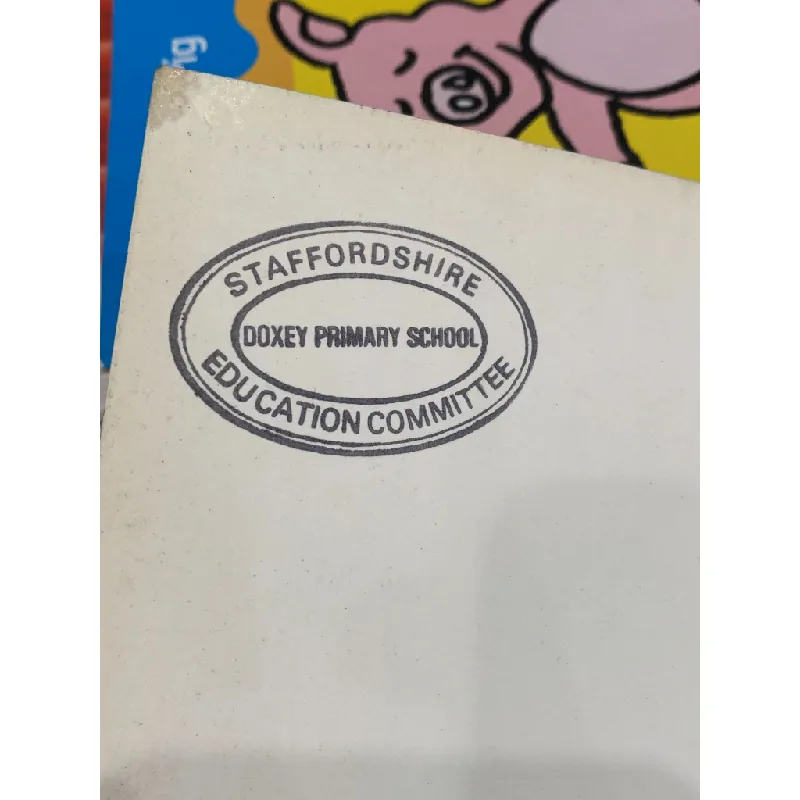 STAFFORDSHIRE
DOXEY PRIMARY SCHOOL
EDUCATION COMMITTEE